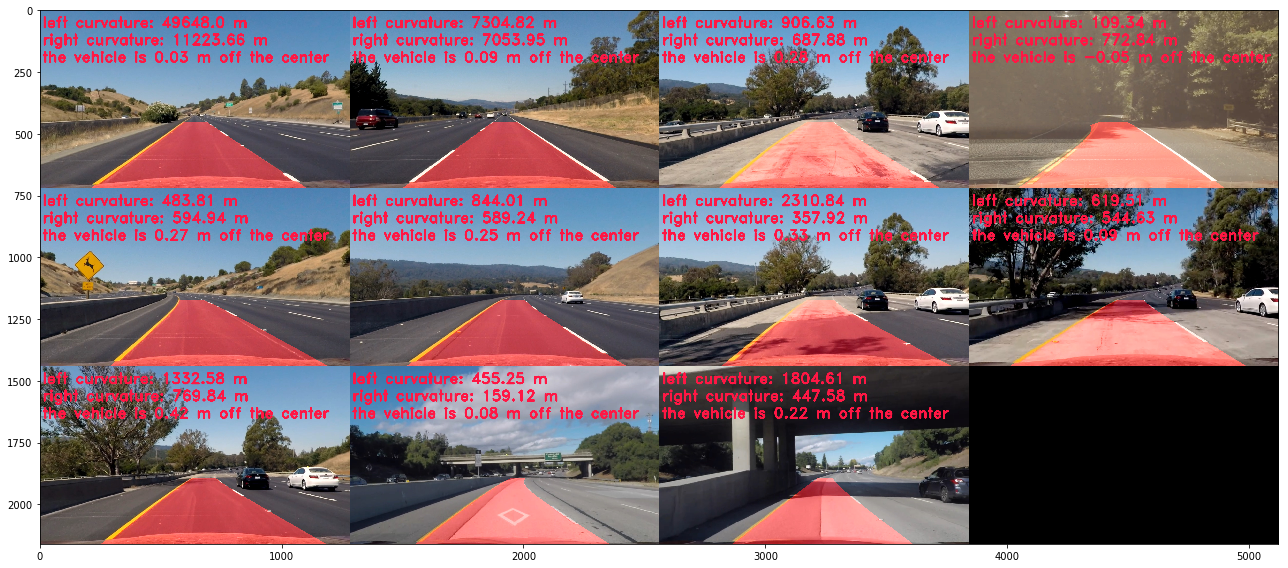 0
250
500
750
1000
1250
1500
1750
2000
left curvature: 49648.0 m
right curvature: 11223.66 m
the vehicle is 0.03 m off the center
left curvature: 7304.82 m
right curvature: 7053.95 m
the vehicle is 0.09 m off the center
left curvature: 906.63 m
right curvature: 687.88 m
the vehicle is 0.28 m off the center
left curvature: 109.34 m
right curvature: 772.84 m
the vehicle is -0.05 m off the center
left curvature: 483.81 m
right curvature: 594.94 m
the vehicle is 0.27 m off the center
left curvature: 844.01 m
right curvature: 589.24 m
the vehicle is 0.25 m off the center
left curvature: 2310.84 m
right curvature: 357.92 m
the vehicle is 0.33 m off the center
left curvature: 619.51 m
right curvature: 544.63 m
the vehicle is 0.09 m off the center
left curvature: 1332.58 m
right curvature: 769.84 m
the vehicle is 0.42 m off the center
left curvature: 455.25 m
right curvature: 159.12 m
the vehicle is 0.08 m off the center
left curvature: 1804.61 m
right curvature: 447.58 m
the vehicle is 0.22 m off the center
0 1000 2000 3000 4000 5000